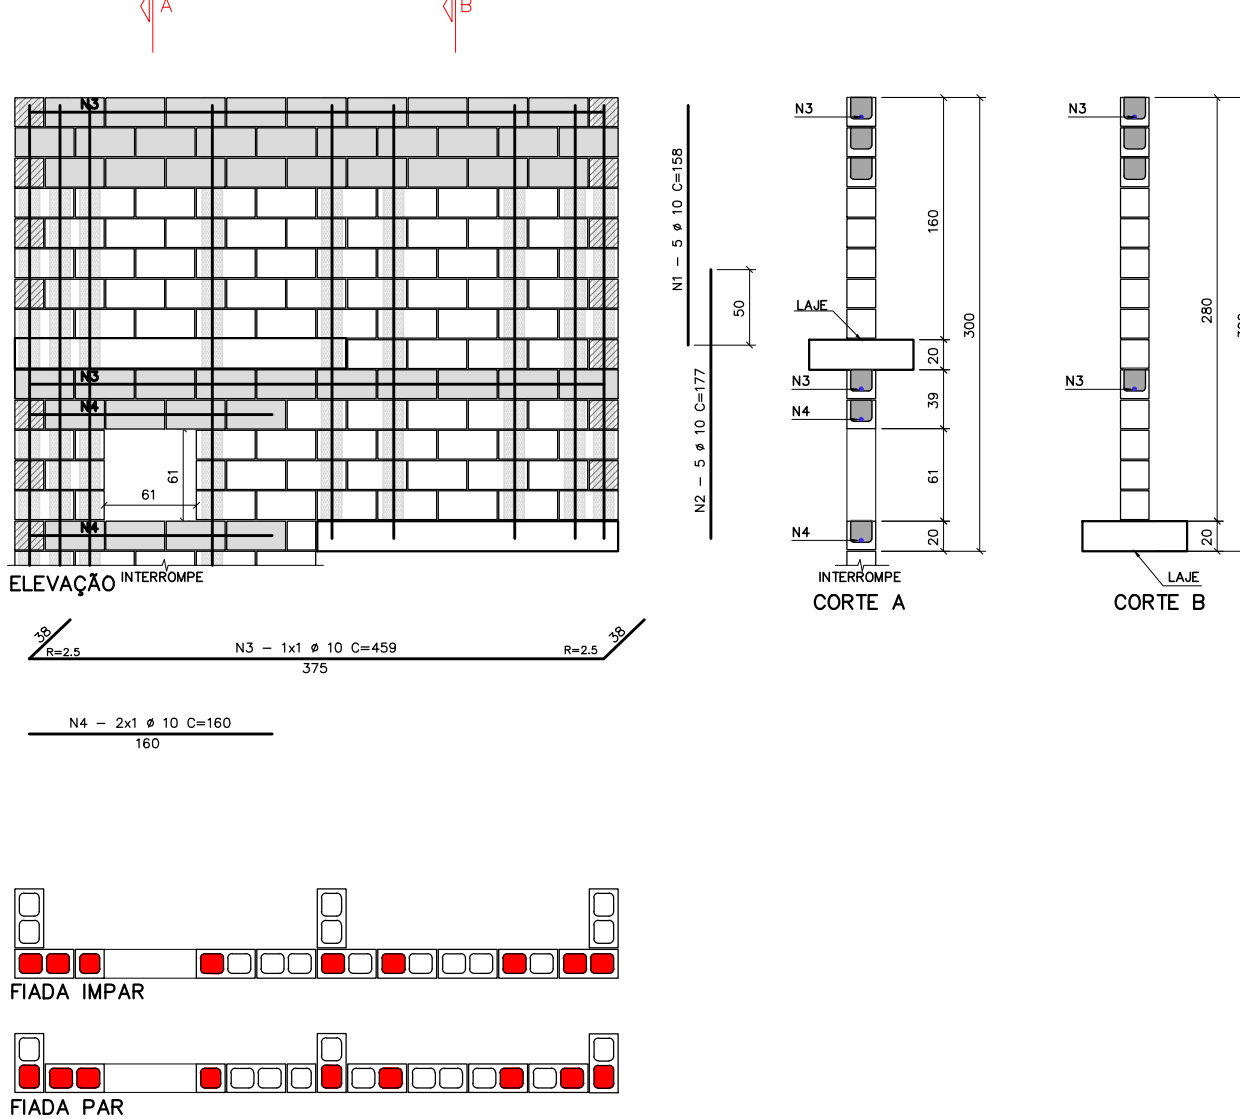 A
B
N3
N3
N4
61
61
N4
ELEVAÇÃO
INTERROMPE
N1 - 5 ø 10 C=158
50
N2 - 5 ø 10 C=177
N3
160
LAJE
300
20
N3
39
N4
61
N4
20
INTERROMPE
CORTE A
N3
280
N3
20
LAJE
CORTE B
38
R=2.5
N3 - 1x1 ø 10 C=459
375
R=2.5
38
N4 - 2x1 ø 10 C=160
160
FIADA IMPAR
FIADA PAR